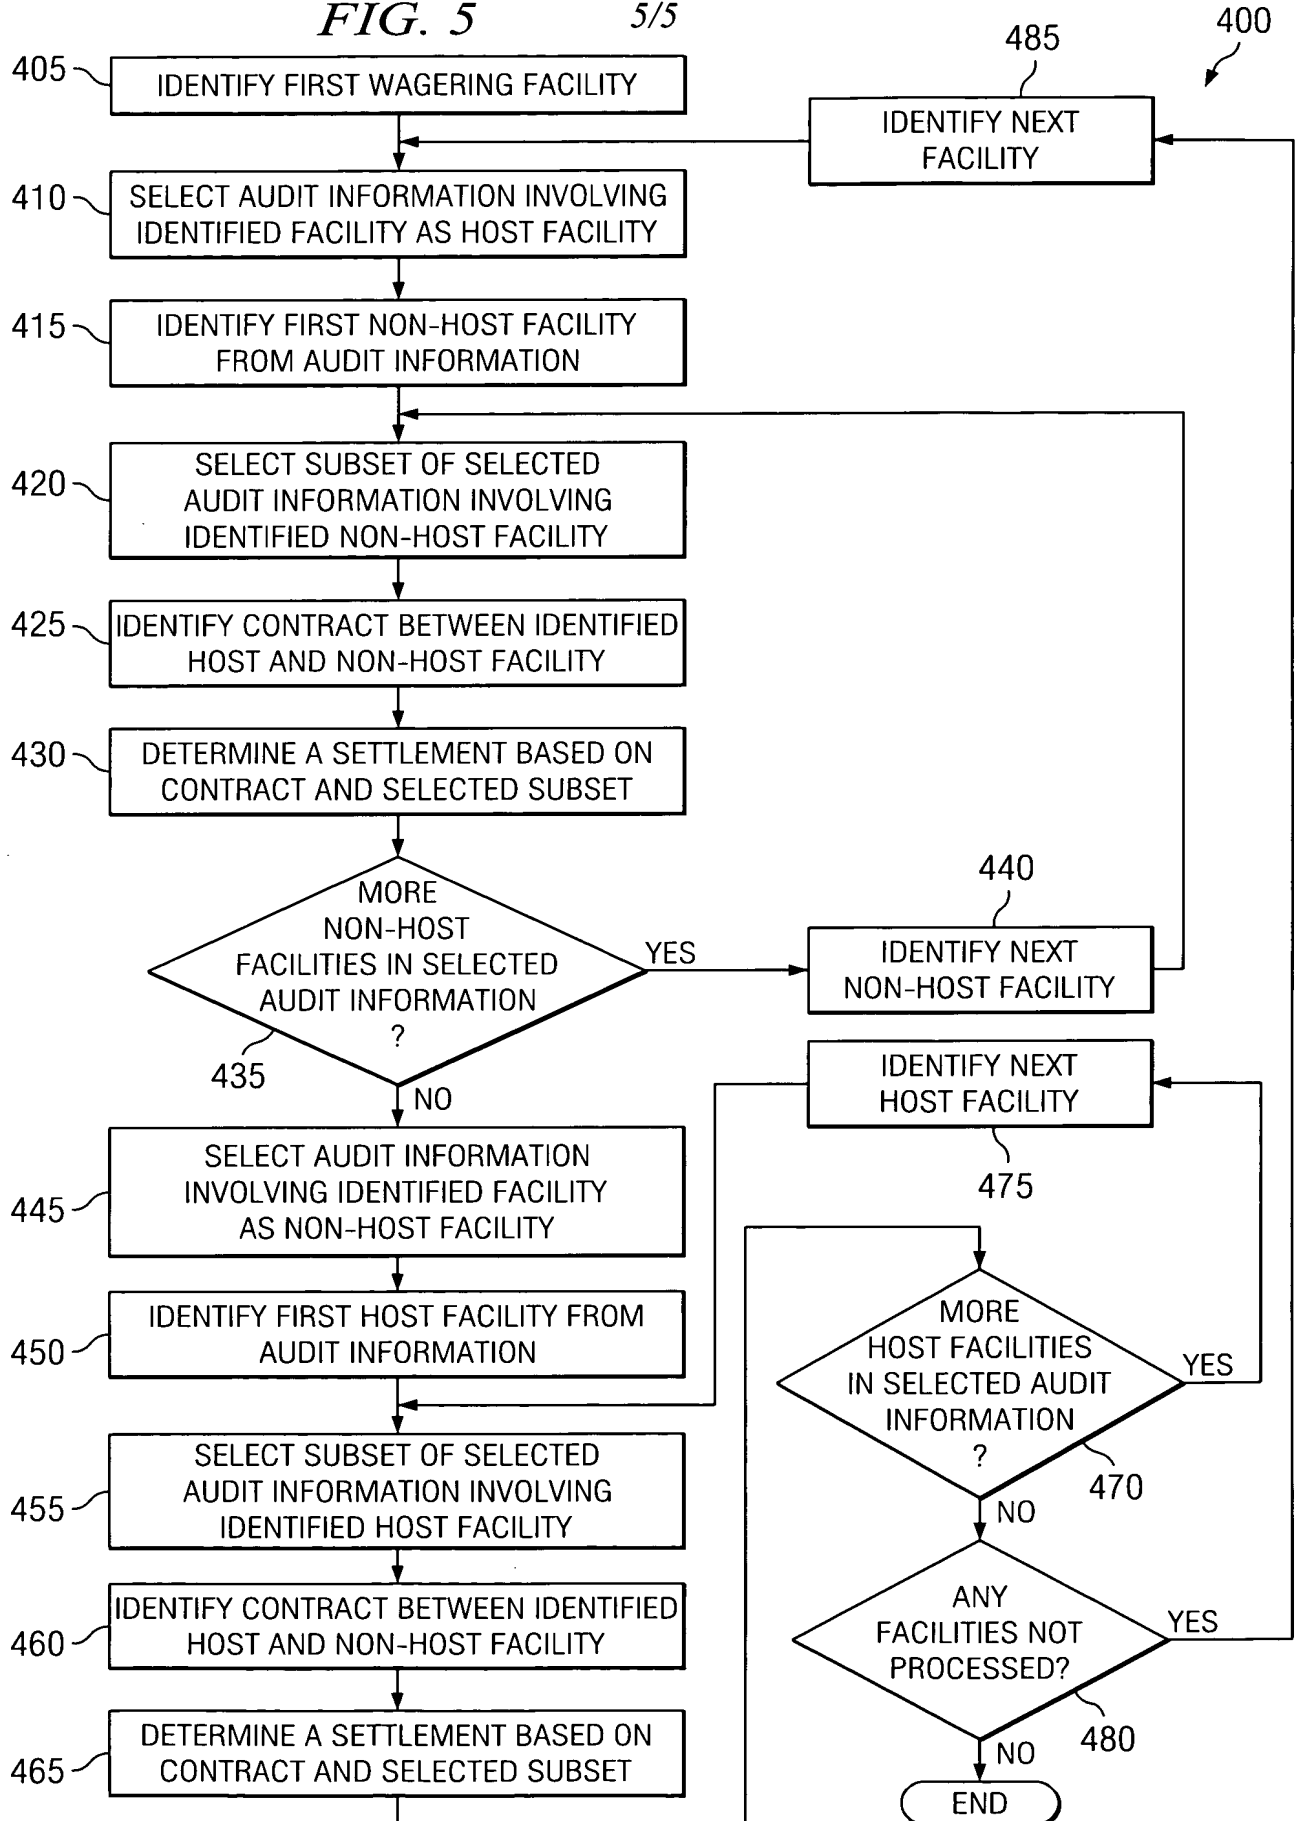 FIG. 5
5/5
400
405
IDENTIFY FIRST WAGERING FACILITY
485
IDENTIFY NEXT
FACILITY
410
SELECT AUDIT INFORMATION INVOLVING
IDENTIFIED FACILITY AS HOST FACILITY
415
IDENTIFY FIRST NON-HOST FACILITY
FROM AUDIT INFORMATION
420
SELECT SUBSET OF SELECTED
AUDIT INFORMATION INVOLVING
IDENTIFIED NON-HOST FACILITY
425
IDENTIFY CONTRACT BETWEEN IDENTIFIED
HOST AND NON-HOST FACILITY
430
DETERMINE A SETTLEMENT BASED ON
CONTRACT AND SELECTED SUBSET
MORE
NON-HOST
FACILITIES IN SELECTED
AUDIT INFORMATION
?
435
YES
NO
440
IDENTIFY NEXT
NON-HOST FACILITY
IDENTIFY NEXT
HOST FACILITY
475
445
SELECT AUDIT INFORMATION
INVOLVING IDENTIFIED FACILITY
AS NON-HOST FACILITY
450
IDENTIFY FIRST HOST FACILITY FROM
AUDIT INFORMATION
MORE
HOST FACILITIES
IN SELECTED AUDIT
INFORMATION
?
YES
470
NO
455
SELECT SUBSET OF SELECTED
AUDIT INFORMATION INVOLVING
IDENTIFIED HOST FACILITY
460
IDENTIFY CONTRACT BETWEEN IDENTIFIED
HOST AND NON-HOST FACILITY
ANY
FACILITIES NOT
PROCESSED?
YES
480
NO
465
DETERMINE A SETTLEMENT BASED ON
CONTRACT AND SELECTED SUBSET
END